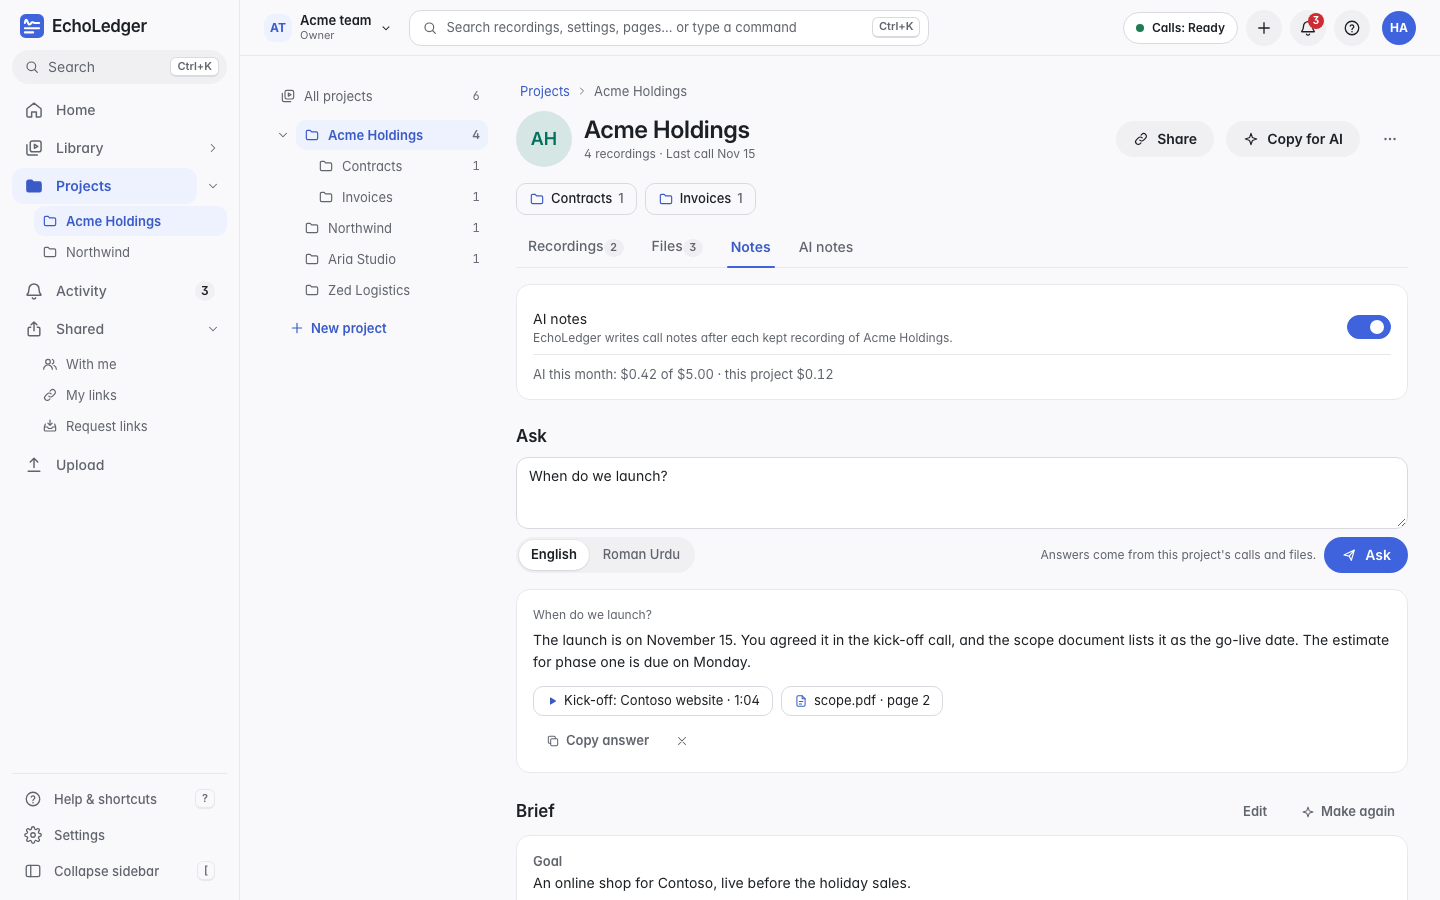 EchoLedger
Search Ctrl+K
Home
Library
Projects
Acme Holdings
Northwind
Activity 3
Shared
With me
My links
Request links
Upload
Help & shortcuts ?
Settings
Collapse sidebar [
AT Acme team
Owner
Search recordings, settings, pages... or type a command Ctrl+K
Calls: Ready
3
HA
All projects 6
Acme Holdings 4
Contracts 1
Invoices 1
Northwind 1
Aria Studio 1
Zed Logistics
New project
Projects > Acme Holdings
AH
Acme Holdings
4 recordings · Last call Nov 15
Share
Copy for AI
Contracts 1
Invoices 1
Recordings 2
Files 3
Notes
AI notes
AI notes
EchoLedger writes call notes after each kept recording of Acme Holdings.
AI this month: $0.42 of $5.00 · this project $0.12
Ask
When do we launch?
English
Roman Urdu
Answers come from this project's calls and files.
Ask
When do we launch?
The launch is on November 15. You agreed it in the kick-off call, and the scope document lists it as the go-live date. The estimate
for phase one is due on Monday.
Kick-off: Contoso website · 1:04
scope.pdf · page 2
Copy answer
Brief
Edit
Make again
Goal
An online shop for Contoso, live before the holiday sales.